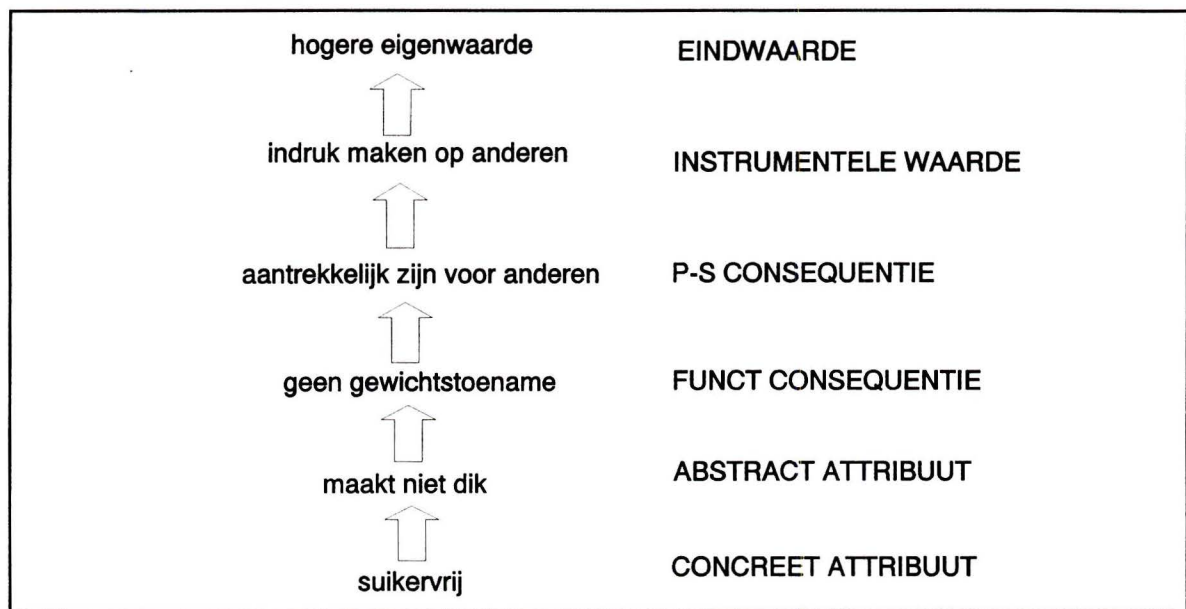 hogere eigenwaarde EINDWAARDE
indruk maken op anderen INSTRUMENTELE WAARDE
aantrekkelijk zijn voor anderen P-S CONSEQUENTIE
geen gewichtstoename FUNCT CONSEQUENTIE
maakt niet dik ABSTRACT ATTRIBUUT
suikervrij CONCREET ATTRIBUUT